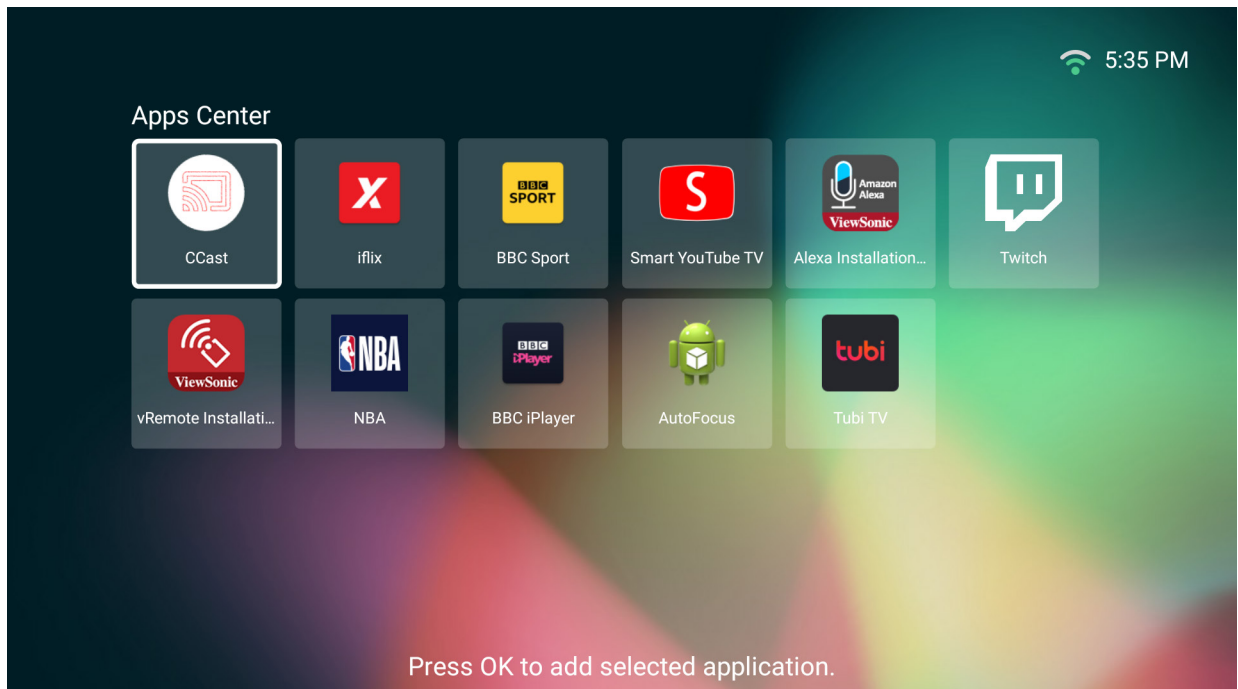 5:35 PM
Apps Center
CCast
X
iflix
BBC
SPORT
BBC Sport
S
Smart YouTube TV
Amazon
Alexa
ViewSonic
Alexa Installation...
Twitch
ViewSonic
vRemote Installati...
NBA
NBA
BBC
iPlayer
BBC iPlayer
AutoFocus
tubi
Tubi TV
Press OK to add selected application.